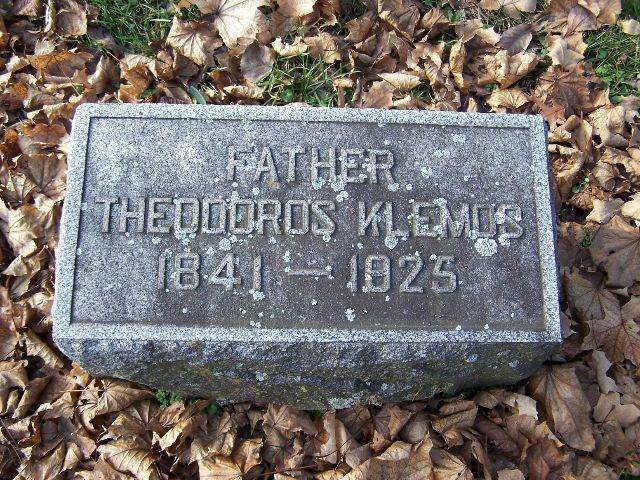 FATHER
THEODOROS KLEMOS
1841 — 1925